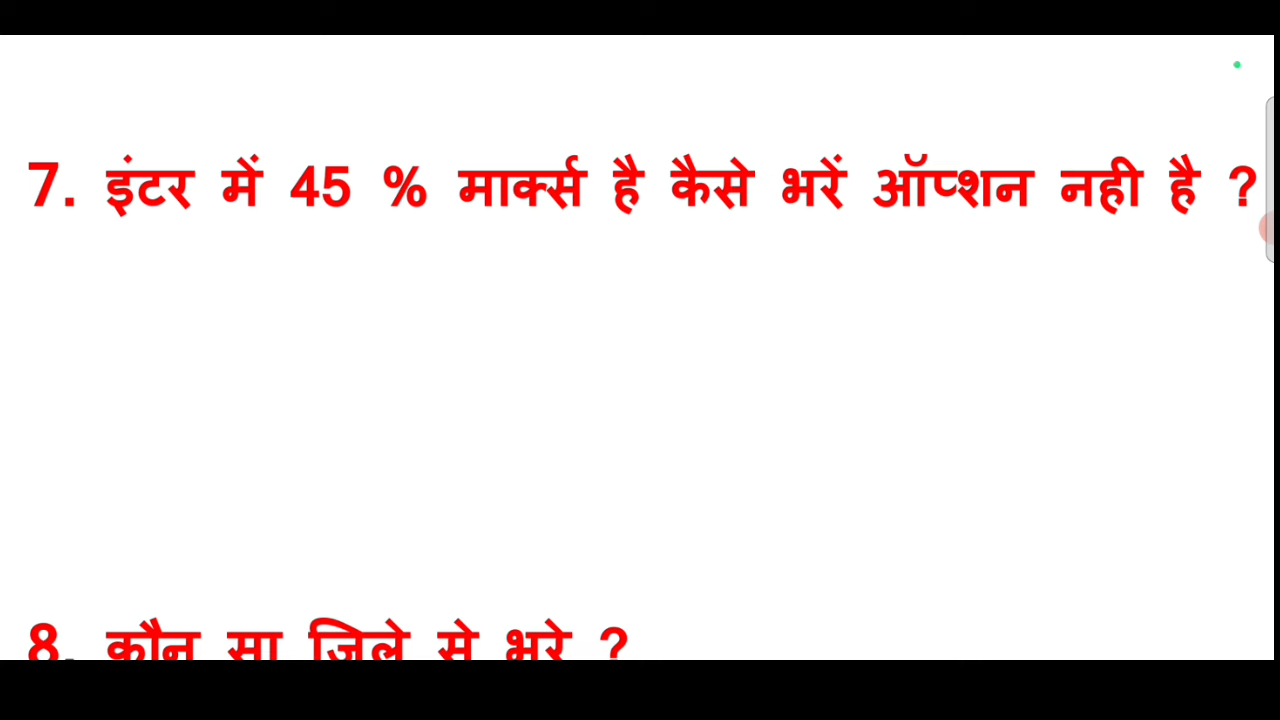 7. इंटर में 45 % मार्क्स है कैसे भरें ऑप्शन नही है ?
8. कौन सा जिले से भरे ?